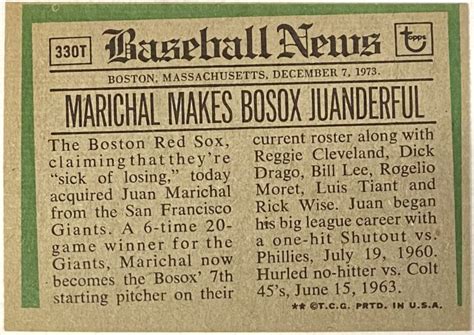 330T
Baseball News
topps
BOSTON, MASSACHUSETTS, DECEMBER 7, 1973.
MARICHAL MAKES BOSOX JUANDERFUL
The Boston Red Sox,
claiming that they're
"sick of losing," today
acquired Juan Marichal
from the San Francisco
Giants. A 6-time 20-
game winner for the
Giants, Marichal now
becomes the Bosox' 7th
starting pitcher on their
current roster along with
Reggie Cleveland, Dick
Drago, Bill Lee, Rogelio
Moret, Luis Tiant and
Rick Wise. Juan began
his big league career with
a one-hit Shutout vs.
Phillies, July 19, 1960.
Hurled no-hitter vs. Colt
45's, June 15, 1963.
** © T.C.G. PRTD. IN U.S.A.